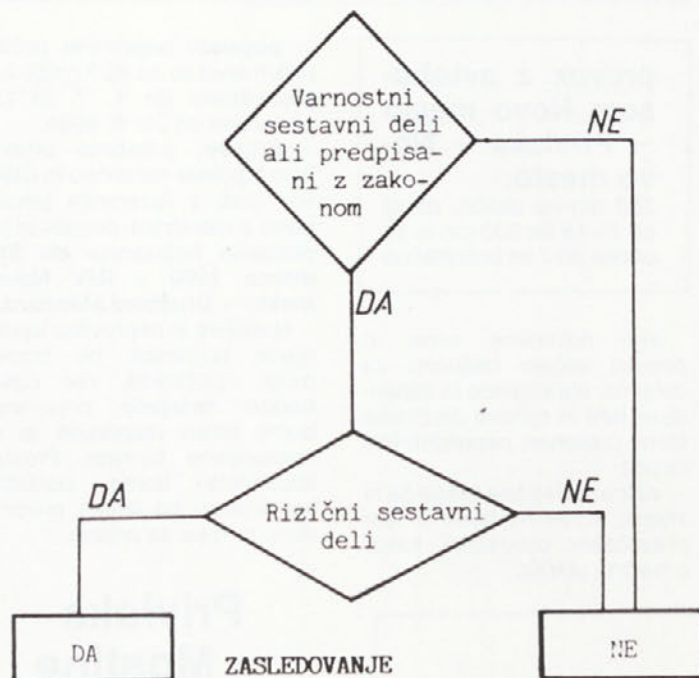 Varnostni
sestavni deli
ali predpisa-
ni z zako-
nom
NE
DA
DA
NE
Rizični sestavni
deli
DA
NE
ZASLEDOVANJE